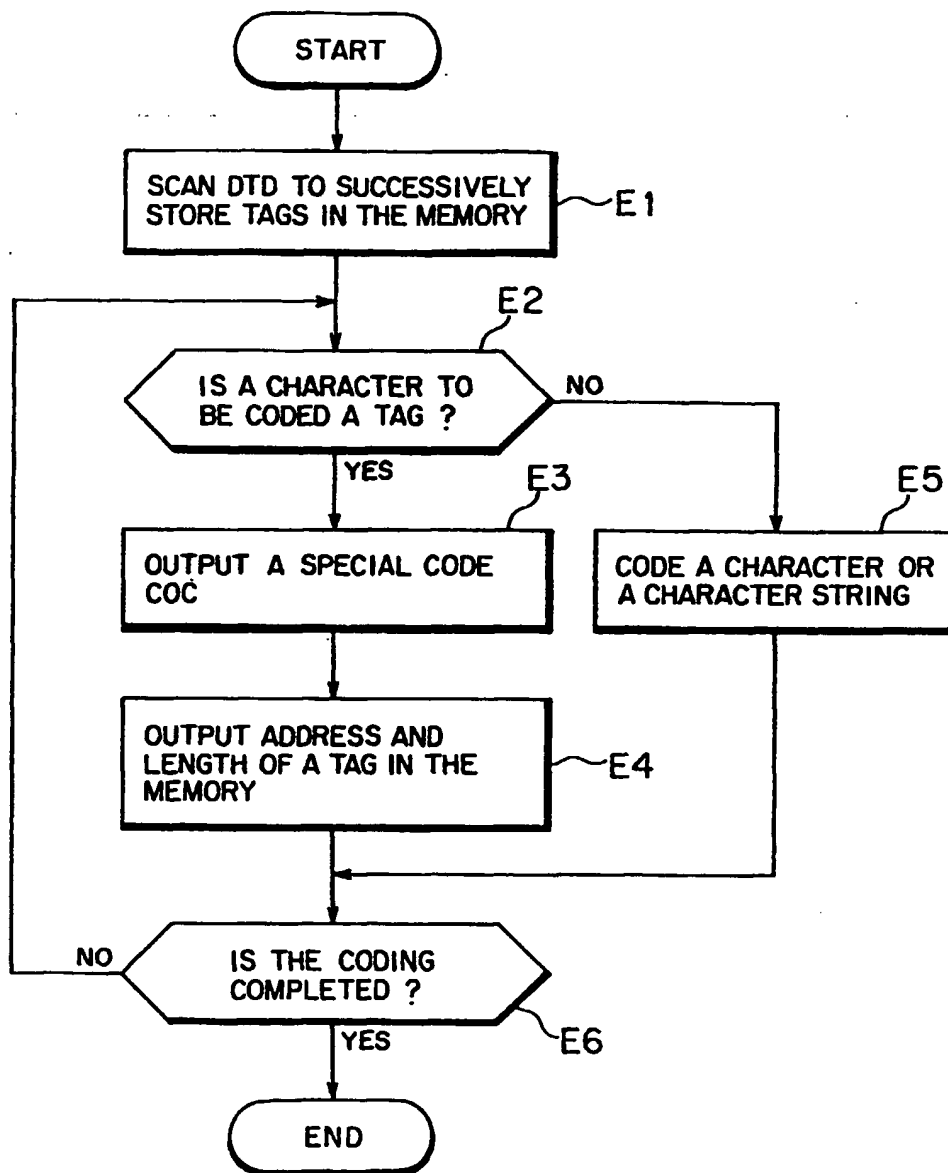 START
SCAN DTD TO SUCCESSIVELY
STORE TAGS IN THE MEMORY
E1
E2
IS A CHARACTER TO
BE CODED A TAG ?
NO
YES
E3
OUTPUT A SPECIAL CODE
COC
E5
CODE A CHARACTER OR
A CHARACTER STRING
OUTPUT ADDRESS AND
LENGTH OF A TAG IN THE
MEMORY
E4
NO
IS THE CODING
COMPLETED ?
E6
YES
END